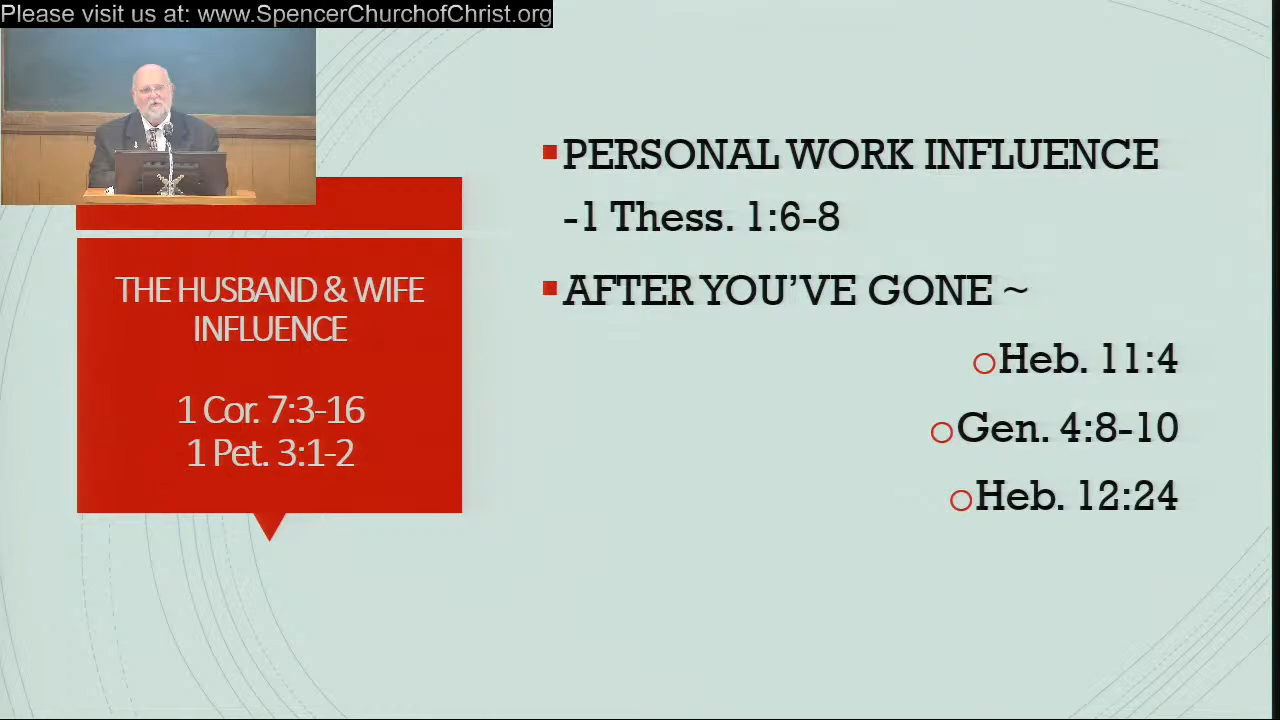 Please visit us at: www.SpencerChurchofChrist.org
THE HUSBAND & WIFE
INFLUENCE
1 Cor. 7:3-16
1 Pet. 3:1-2
▪PERSONAL WORK INFLUENCE
-1 Thess. 1:6-8
▪AFTER YOU’VE GONE ~
○Heb. 11:4
○Gen. 4:8-10
○Heb. 12:24